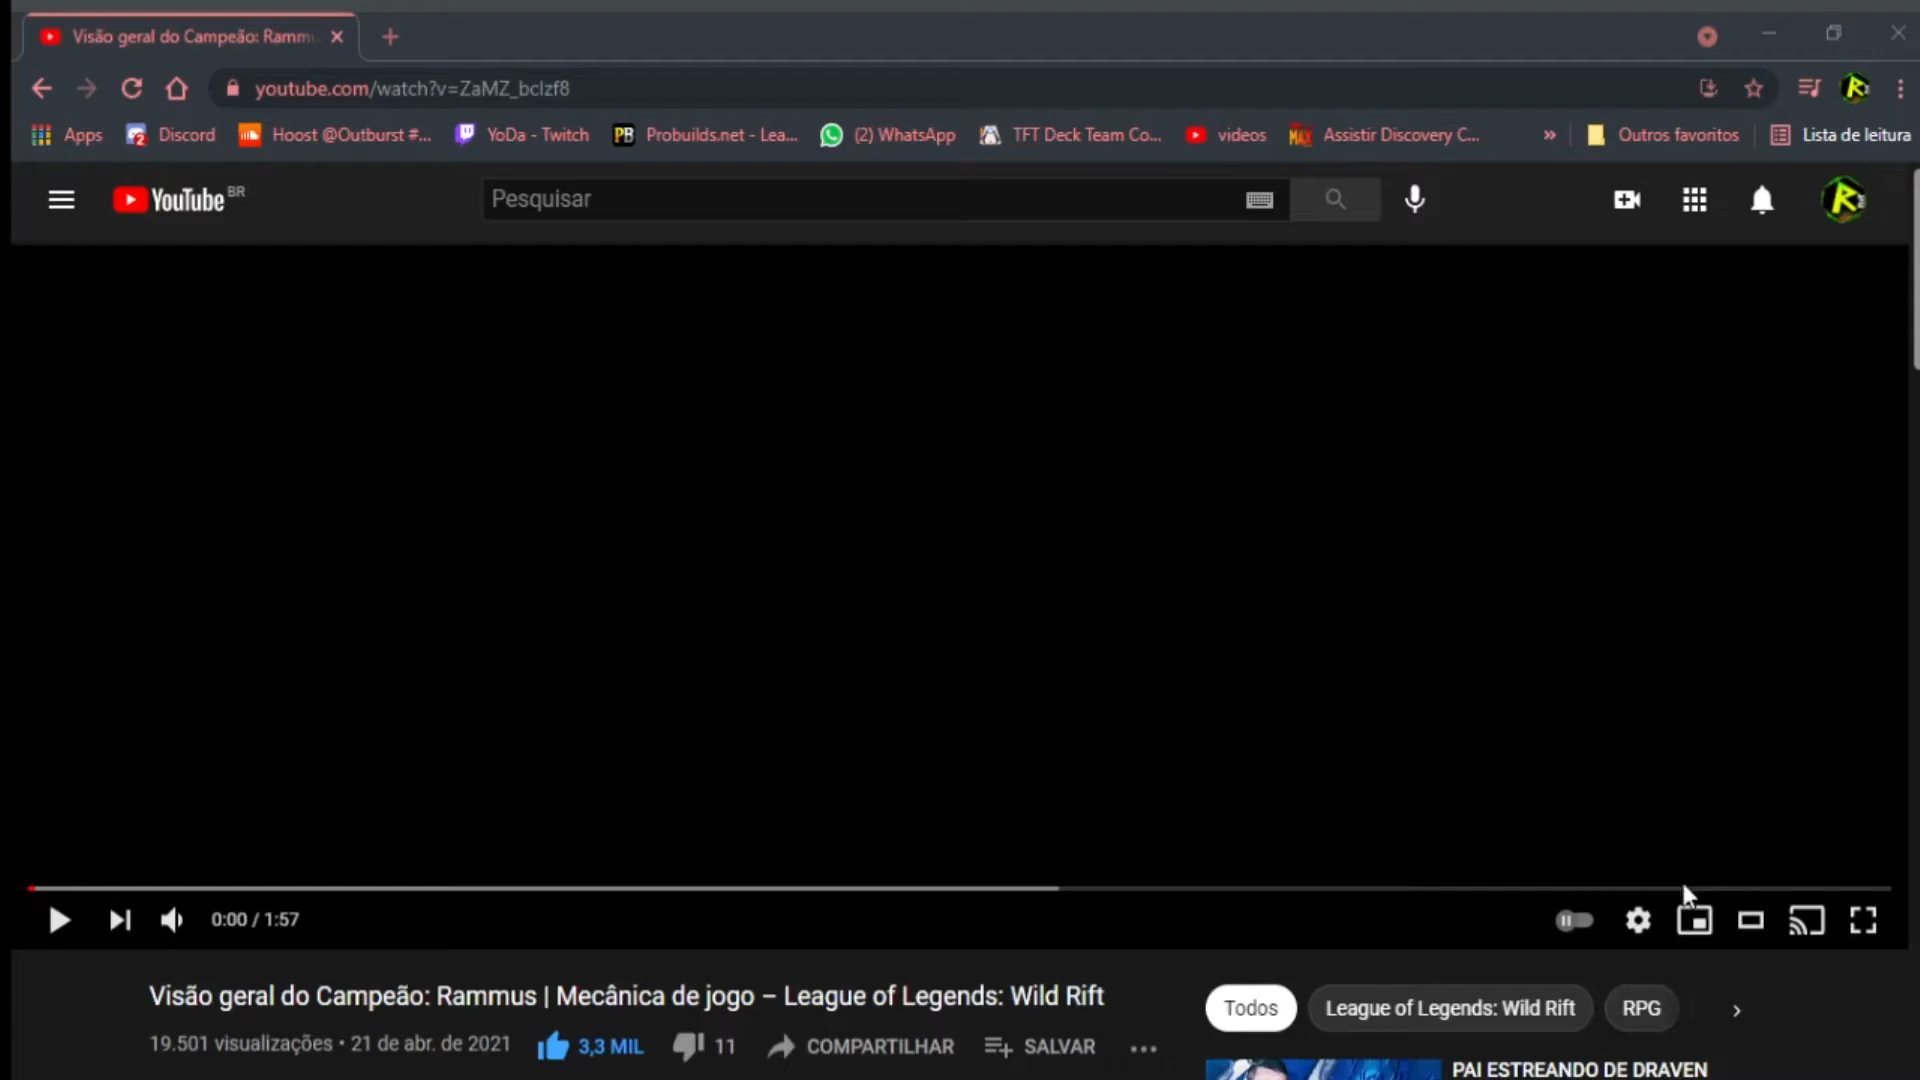 Visão geral do Campeão: Ramm
youtube.com/watch?v=ZaMZ_bclzf8
Apps
Discord
Hoost @Outburst #...
YoDa - Twitch
PB
Probuilds.net - Lea...
(2) WhatsApp
TFT Deck Team Co...
videos
MAX
Assistir Discovery C...
»
Outros favoritos
Lista de leitura
YouTube BR
Pesquisar
0:00 / 1:57
Visão geral do Campeão: Rammus | Mecânica de jogo – League of Legends: Wild Rift
19.501 visualizações • 21 de abr. de 2021
3,3 MIL
11
COMPARTILHAR
SALVAR
Todos
League of Legends: Wild Rift
RPG
PAI ESTREANDO DE DRAVEN